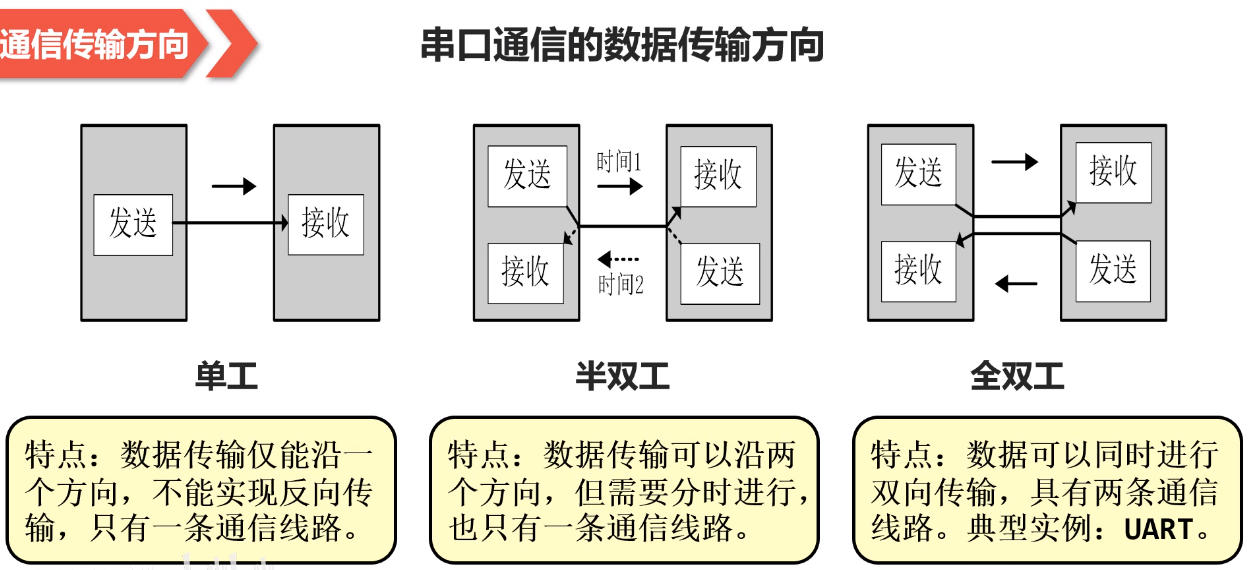 通信传输方向
串口通信的数据传输方向
发送
接收
单工
发送
时间1
接收
接收
时间2
发送
半双工
发送
接收
接收
发送
全双工
特点：数据传输仅能沿一
个方向，不能实现反向传
输，只有一条通信线路。
特点：数据传输可以沿两
个方向，但需要分时进行，
也只有一条通信线路。
特点：数据可以同时进行
双向传输，具有两条通信
线路。典型实例：UART。